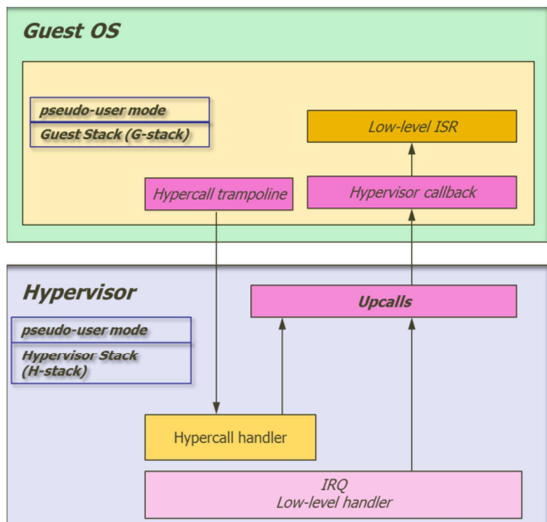 Guest OS
pseudo-user mode
Guest Stack (G-stack)
Low-level ISR
Hypercall trampoline
Hypervisor callback
Hypervisor
Upcalls
pseudo-user mode
Hypervisor Stack
(H-stack)
Hypercall handler
IRQ
Low-level handler